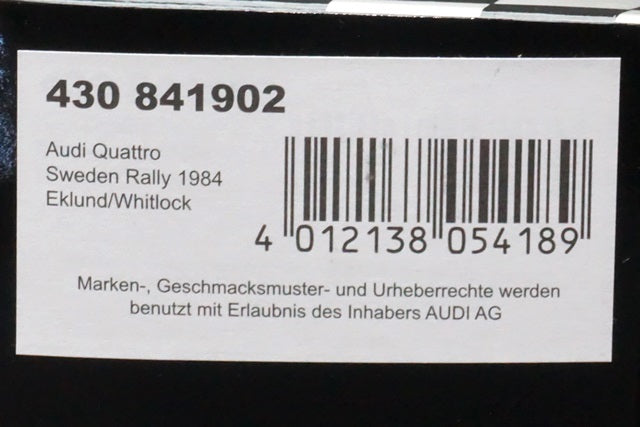 430 841902
Audi Quattro
Sweden Rally 1984
Eklund/Whitlock
4 012138 054189
Marken-, Geschmacksmuster- und Urheberrechte werden
benutzt mit Erlaubnis des Inhabers AUDI AG